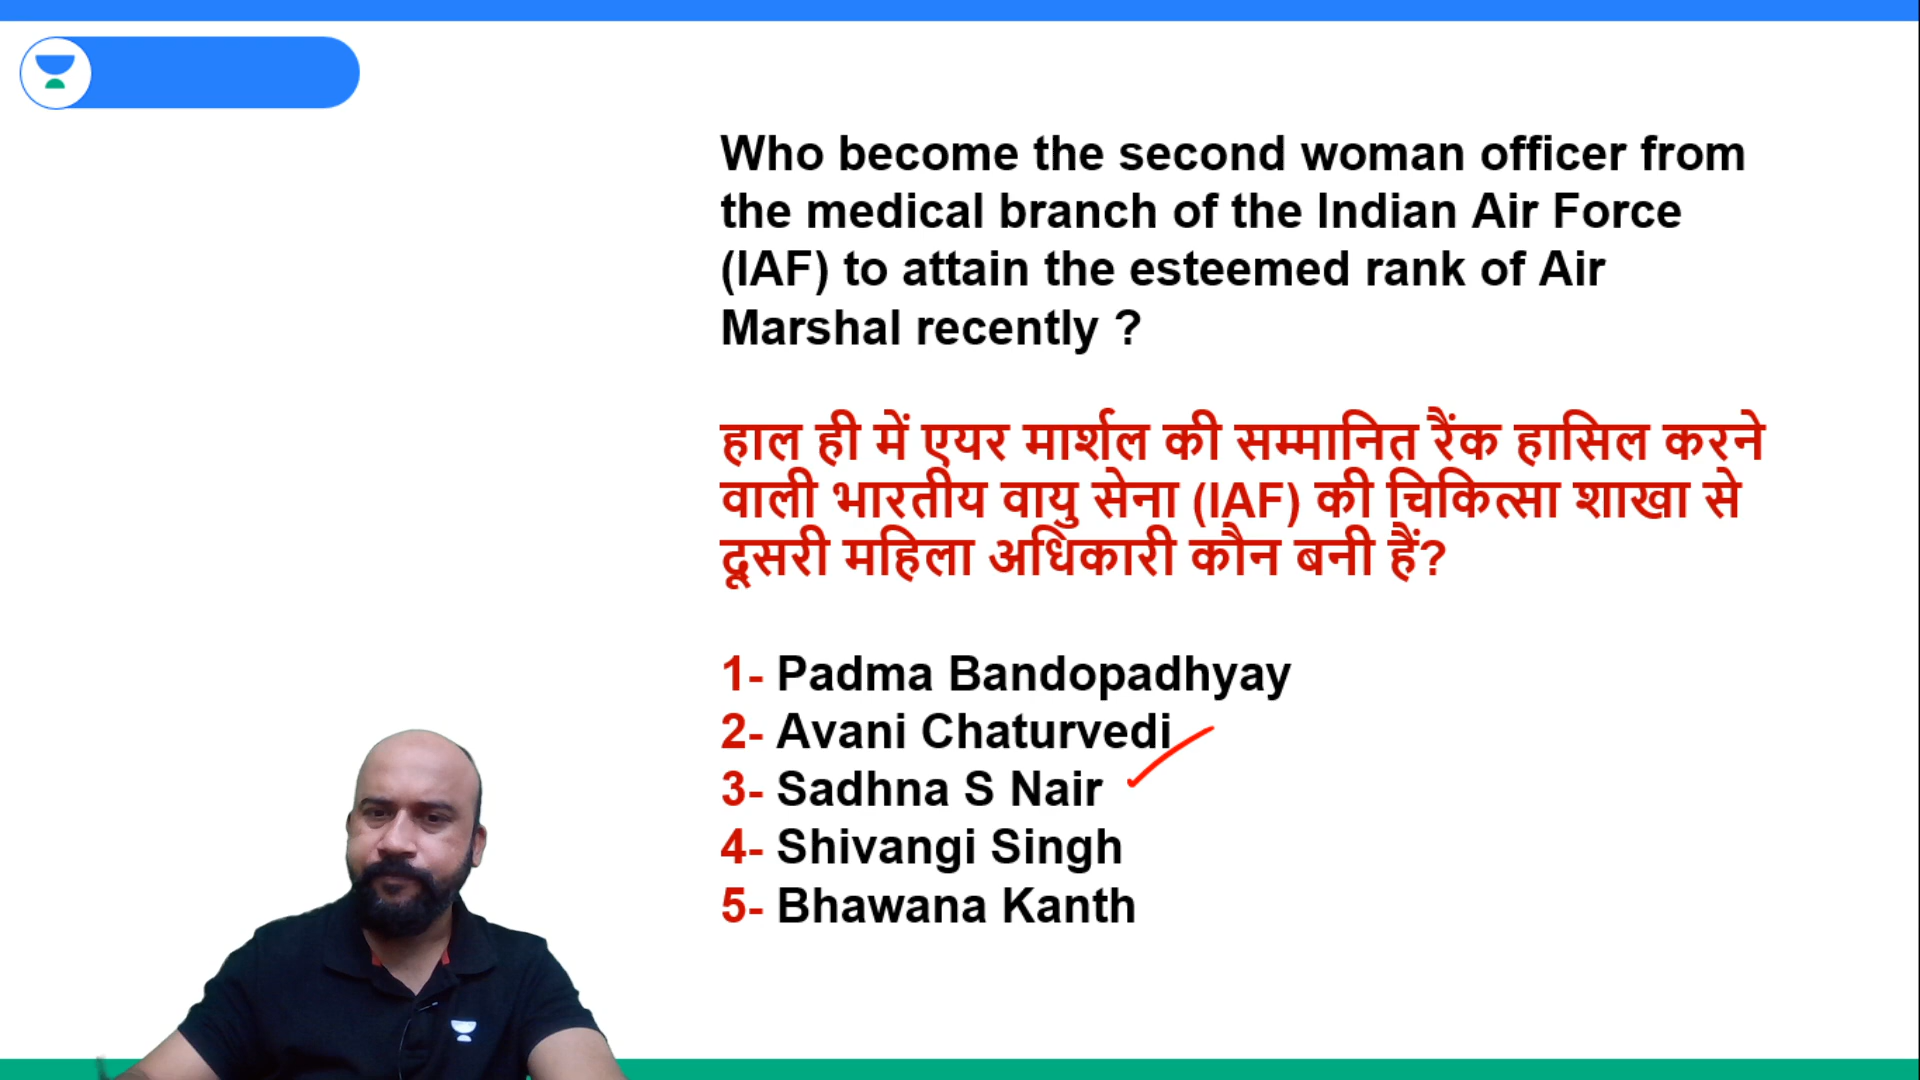 Who become the second woman officer from
the medical branch of the Indian Air Force
(IAF) to attain the esteemed rank of Air
Marshal recently ?
हाल ही में एयर मार्शल की सम्मानित रैंक हासिल करने
वाली भारतीय वायु सेना (IAF) की चिकित्सा शाखा से
दूसरी महिला अधिकारी कौन बनी हैं?
1- Padma Bandopadhyay
2- Avani Chaturvedi
3- Sadhna S Nair
4- Shivangi Singh
5- Bhawana Kanth